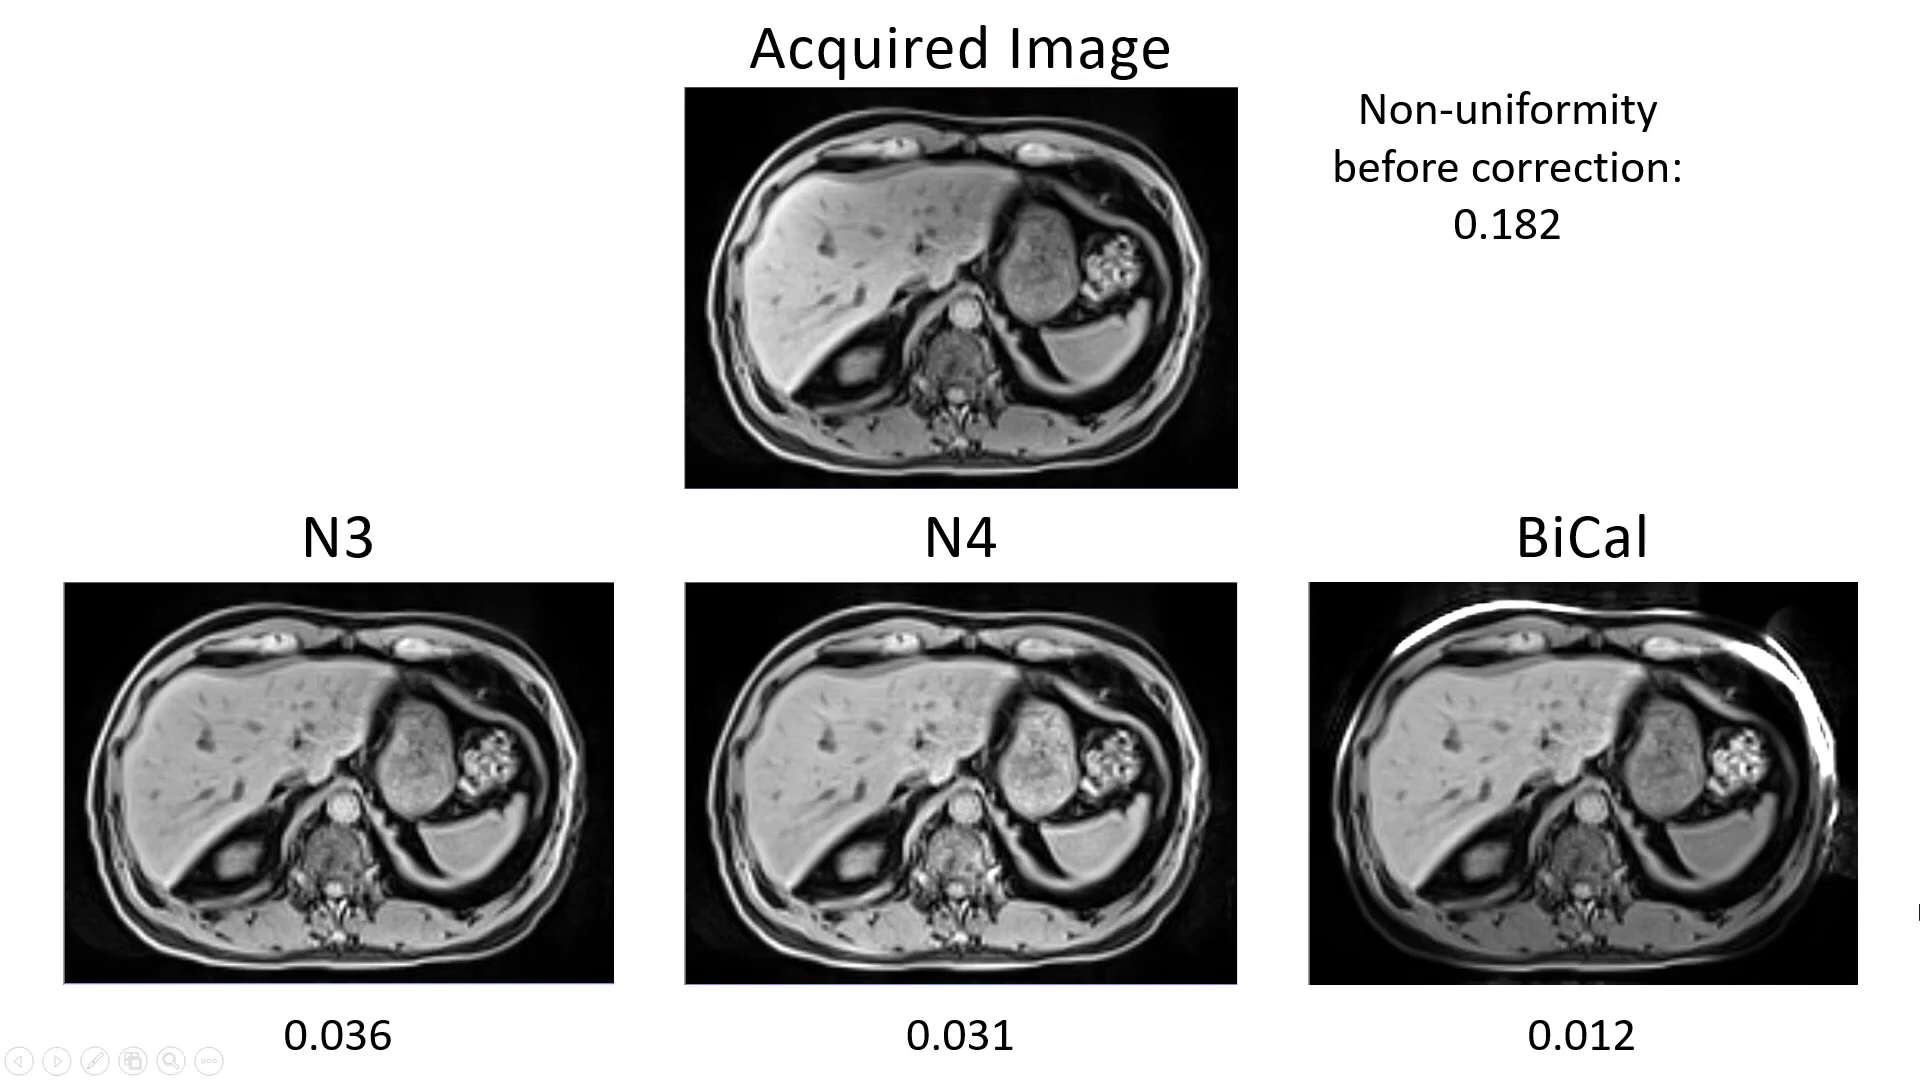 Acquired Image
Non-uniformity
before correction:
0.182
N3
N4
BiCal
0.036
0.031
0.012